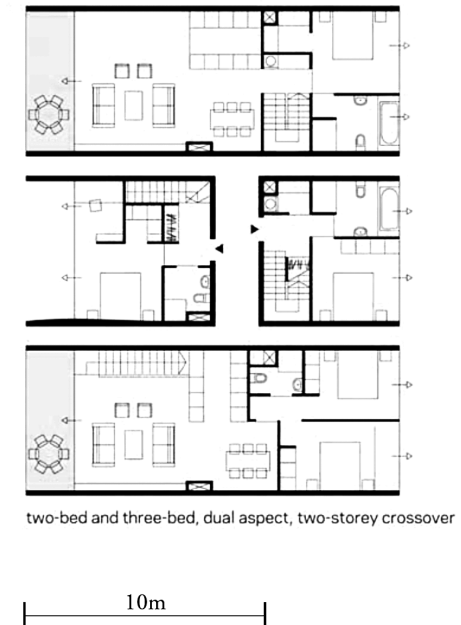 two-bed and three-bed, dual aspect, two-storey crossover
10m